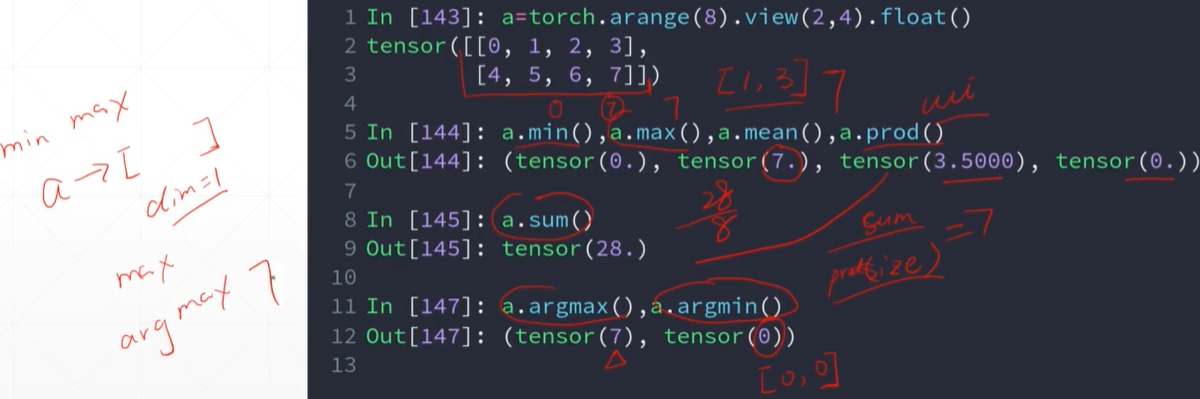 min max
a → [ ]
dim=1
max
argmax 7
1 In [143]: a=torch.arange(8).view(2,4).float()
2 tensor([[0, 1, 2, 3],
3 [4, 5, 6, 7]])
[1, 3] 7
4
0 7 7
5 In [144]: a.min(),a.max(),a.mean(),a.prod()
6 Out[144]: (tensor(0.), tensor(7.), tensor(3.5000), tensor(0.))
7
28
8
8 In [145]: a.sum()
sum = 7
9 Out[145]: tensor(28.)
size)
10
11 In [147]: a.argmax(),a.argmin()
12 Out[147]: (tensor(7), tensor(0))
13
[0, 0]